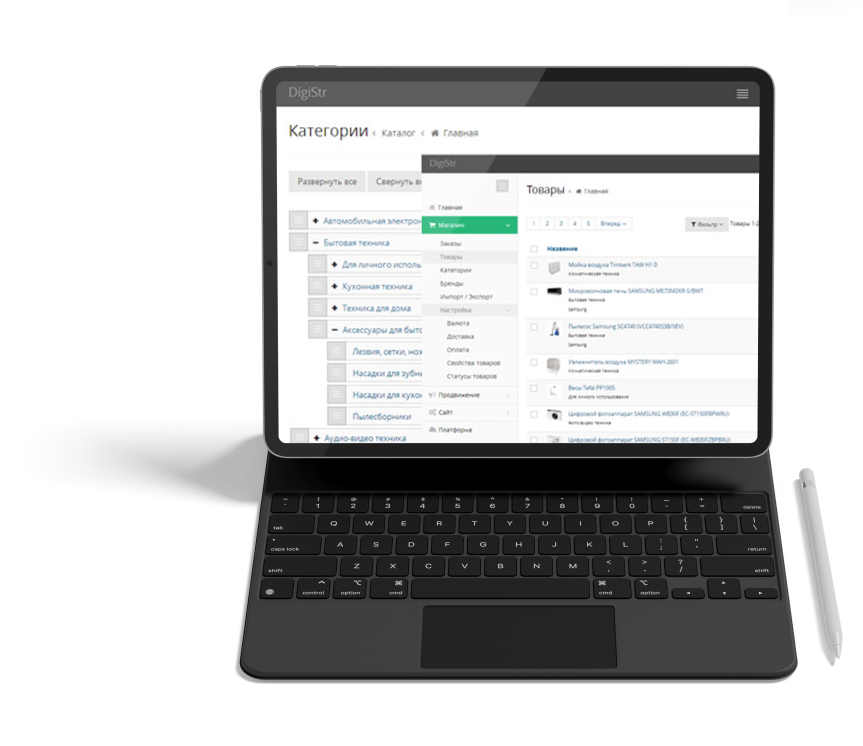 DigiStr
Категории ‹ Каталог ‹ Главная
Развернуть все Свернуть вс
+ Автомобильная электрон
− Бытовая техника
+ Для личного исполь
+ Кухонная техника
+ Техника для дома
− Аксессуары для быто
Лезвия, сетки, нож
Насадки для зубны
Насадки для кухон
Пылесборники
+ Аудио-видео техника
DigiStr
Главная
Магазин
Заказы
Товары
Категории
Бренды
Импорт / Экспорт
Настройка
Валюта
Доставка
Оплата
Свойства товаров
Статусы товаров
Продвижение
Сайт
Платформа
Товары ‹ Главная
1 2 3 4 5 Вперед → Фильтр Товары 1-2
Название
Мойка воздуха Timberk TAW H1 D
Климатическая техника
Микроволновая печь SAMSUNG ME73M2KR-S/BWT
Бытовая техника
Samsung
Пылесос Samsung SC4740 (VCC4740S3B/XEV)
Бытовая техника
Samsung
Увлажнитель воздуха MYSTERY MAH-2601
Климатическая техника
Весы Tefal PP1005
Для личного использования
Цифровой фотоаппарат SAMSUNG WB30F (EC-ST150FBPWRU)
Фото-видео техника
Цифровой фотоаппарат SAMSUNG ST150F (EC-WB30FZBPBRU)
~ ! @ # $ % ^ & * ( ) — +
1 2 3 4 5 6 7 8 9 0 - = delete
tab Q W E R T Y U I O P { [ } ] | \
caps lock A S D F G H J K L : ; " ' return
shift Z X C V B N M < , > . ? / shift
control option cmd cmd option